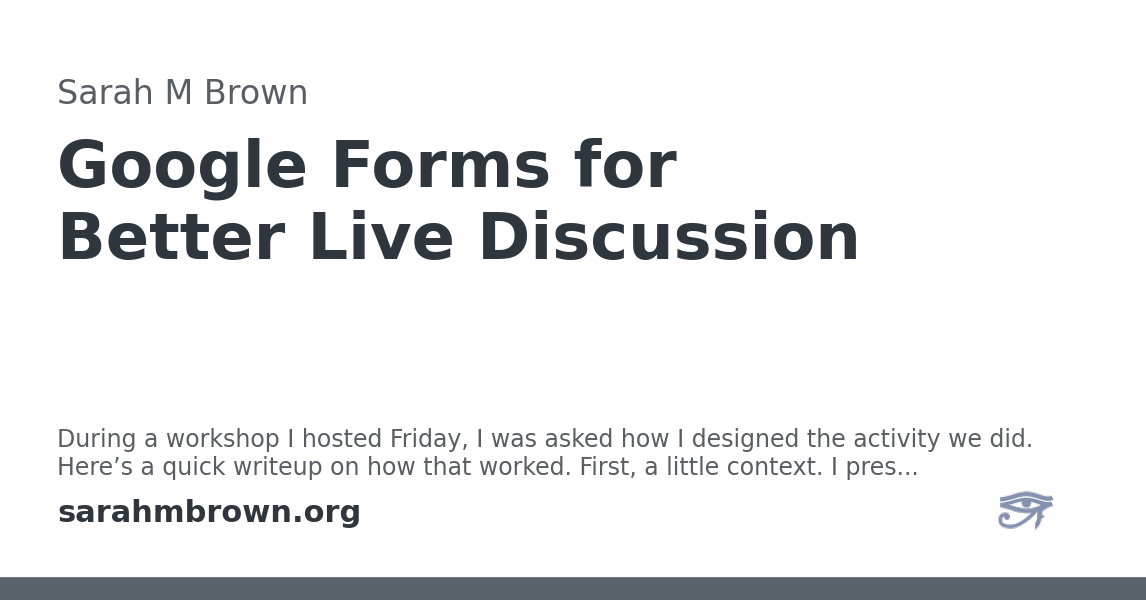 Sarah M Brown
Google Forms for
Better Live Discussion
During a workshop I hosted Friday, I was asked how I designed the activity we did.
Here’s a quick writeup on how that worked. First, a little context. I pres...
sarahmbrown.org